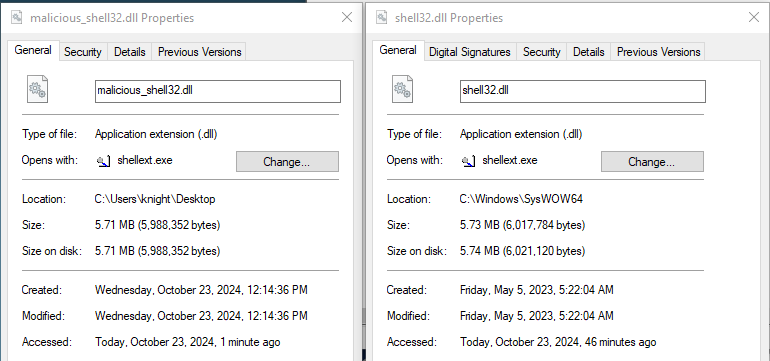 malicious_shell32.dll Properties
General Security Details Previous Versions
malicious_shell32.dll
Type of file: Application extension (.dll)
Opens with: shellext.exe Change...
Location: C:\Users\knight\Desktop
Size: 5.71 MB (5,988,352 bytes)
Size on disk: 5.71 MB (5,988,352 bytes)
Created: Wednesday, October 23, 2024, 12:14:36 PM
Modified: Wednesday, October 23, 2024, 12:14:36 PM
Accessed: Today, October 23, 2024, 1 minute ago
shell32.dll Properties
General Digital Signatures Security Details Previous Versions
shell32.dll
Type of file: Application extension (.dll)
Opens with: shellext.exe Change...
Location: C:\Windows\SysWOW64
Size: 5.73 MB (6,017,784 bytes)
Size on disk: 5.74 MB (6,021,120 bytes)
Created: Friday, May 5, 2023, 5:22:04 AM
Modified: Friday, May 5, 2023, 5:22:04 AM
Accessed: Today, October 23, 2024, 46 minutes ago